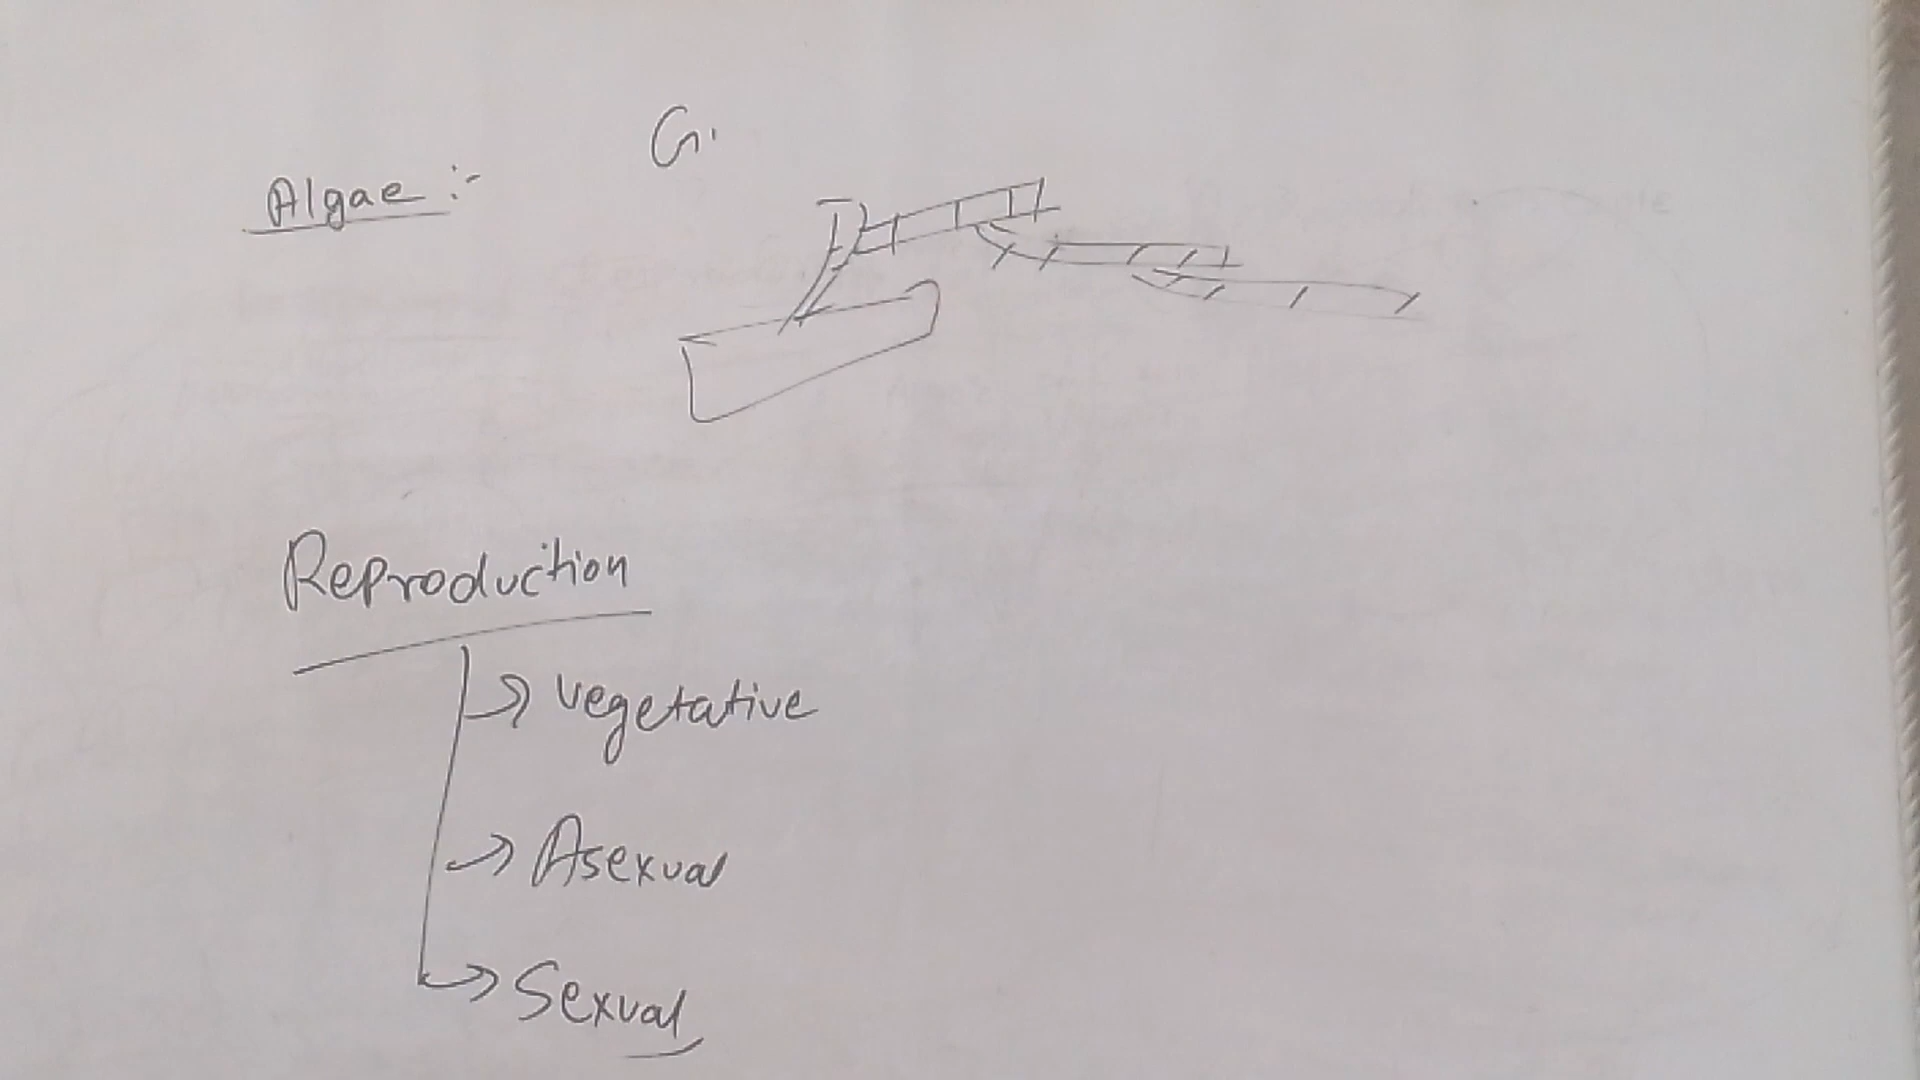 G.
Algae :-
Reproduction
→ vegetative
→ Asexual
→ Sexual